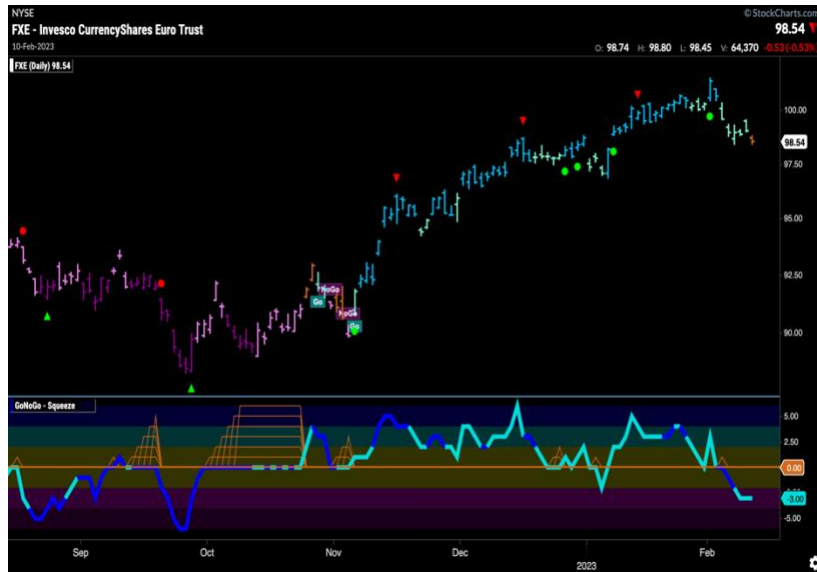 NYSE
© StockCharts.com
FXE - Invesco CurrencyShares Euro Trust
98.54
10-Feb-2023
O: 98.74 H: 98.80 L: 98.45 V: 64,370 -0.53 (-0.53%)
FXE (Daily) 98.54
100.00
98.54
97.50
95.00
92.50
90.00
NoGo
Go
NoGo
Go
GoNoGo - Squeeze
5.00
2.50
0.00
-3.00
-5.00
Sep
Oct
Nov
Dec
2023
Feb